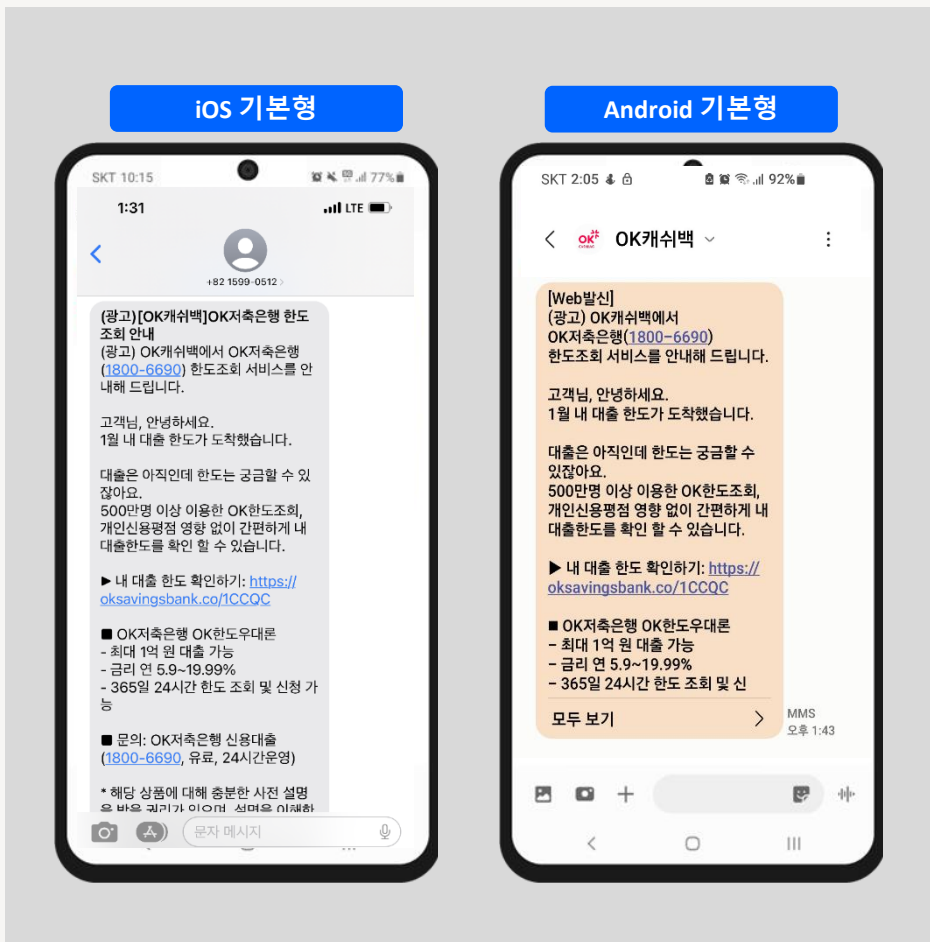 iOS 기본형
SKT 10:15
77%
1:31
LTE
+82 1599-0512
(광고)[OK캐쉬백]OK저축은행 한도
조회 안내
(광고) OK캐쉬백에서 OK저축은행
(1800-6690) 한도조회 서비스를 안
내해 드립니다.
고객님, 안녕하세요.
1월 내 대출 한도가 도착했습니다.
대출은 아직인데 한도는 궁금할 수 있
잖아요.
500만명 이상 이용한 OK한도조회,
개인신용평점 영향 없이 간편하게 내
대출한도를 확인 할 수 있습니다.
▶ 내 대출 한도 확인하기: https://
oksavingsbank.co/1CCQC
■ OK저축은행 OK한도우대론
- 최대 1억 원 대출 가능
- 금리 연 5.9~19.99%
- 365일 24시간 한도 조회 및 신청 가
능
■ 문의: OK저축은행 신용대출
(1800-6690, 유료, 24시간운영)
* 해당 상품에 대해 충분한 사전 설명
을 받을 권리가 있으며, 설명을 이해한
문자 메시지
Android 기본형
SKT 2:05
92%
OK캐쉬백
[Web발신]
(광고) OK캐쉬백에서
OK저축은행(1800-6690)
한도조회 서비스를 안내해 드립니다.
고객님, 안녕하세요.
1월 내 대출 한도가 도착했습니다.
대출은 아직인데 한도는 궁금할 수
있잖아요.
500만명 이상 이용한 OK한도조회,
개인신용평점 영향 없이 간편하게 내
대출한도를 확인 할 수 있습니다.
▶ 내 대출 한도 확인하기: https://
oksavingsbank.co/1CCQC
■ OK저축은행 OK한도우대론
- 최대 1억 원 대출 가능
- 금리 연 5.9~19.99%
- 365일 24시간 한도 조회 및 신
모두 보기
MMS
오후 1:43